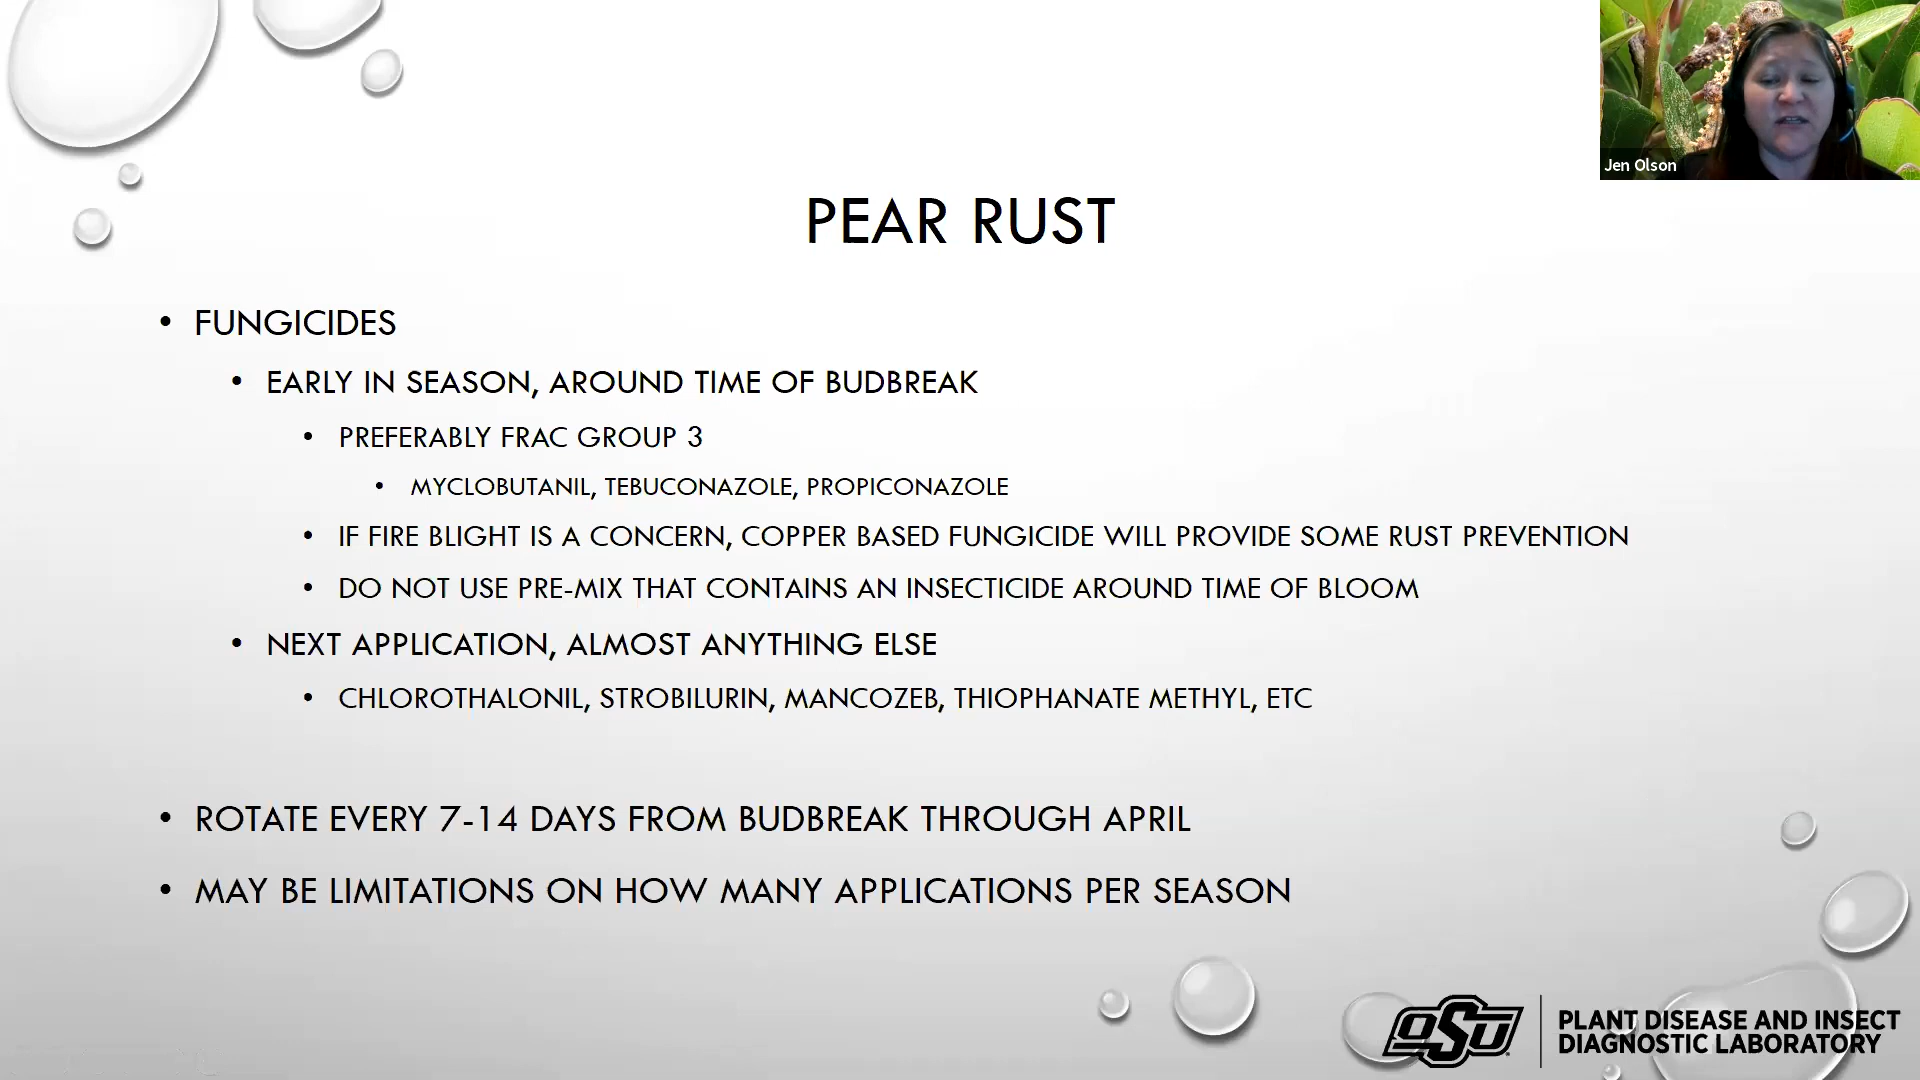 Jen Olson
PEAR RUST
• FUNGICIDES
• EARLY IN SEASON, AROUND TIME OF BUDBREAK
• PREFERABLY FRAC GROUP 3
• MYCLOBUTANIL, TEBUCONAZOLE, PROPICONAZOLE
• IF FIRE BLIGHT IS A CONCERN, COPPER BASED FUNGICIDE WILL PROVIDE SOME RUST PREVENTION
• DO NOT USE PRE-MIX THAT CONTAINS AN INSECTICIDE AROUND TIME OF BLOOM
• NEXT APPLICATION, ALMOST ANYTHING ELSE
• CHLOROTHALONIL, STROBILURIN, MANCOZEB, THIOPHANATE METHYL, ETC
• ROTATE EVERY 7-14 DAYS FROM BUDBREAK THROUGH APRIL
• MAY BE LIMITATIONS ON HOW MANY APPLICATIONS PER SEASON
OSU
PLANT DISEASE AND INSECT
DIAGNOSTIC LABORATORY